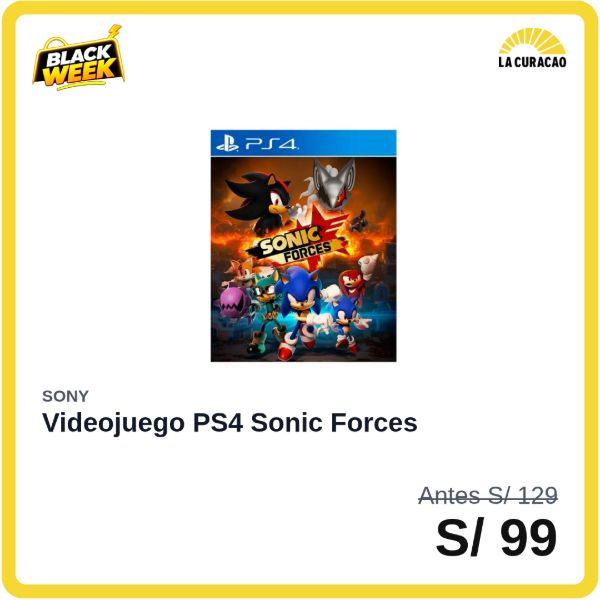 BLACK
WEEK
LA CURACAO
PS4
SONIC
FORCES
SONY
Videojuego PS4 Sonic Forces
Antes S/ 129
S/ 99